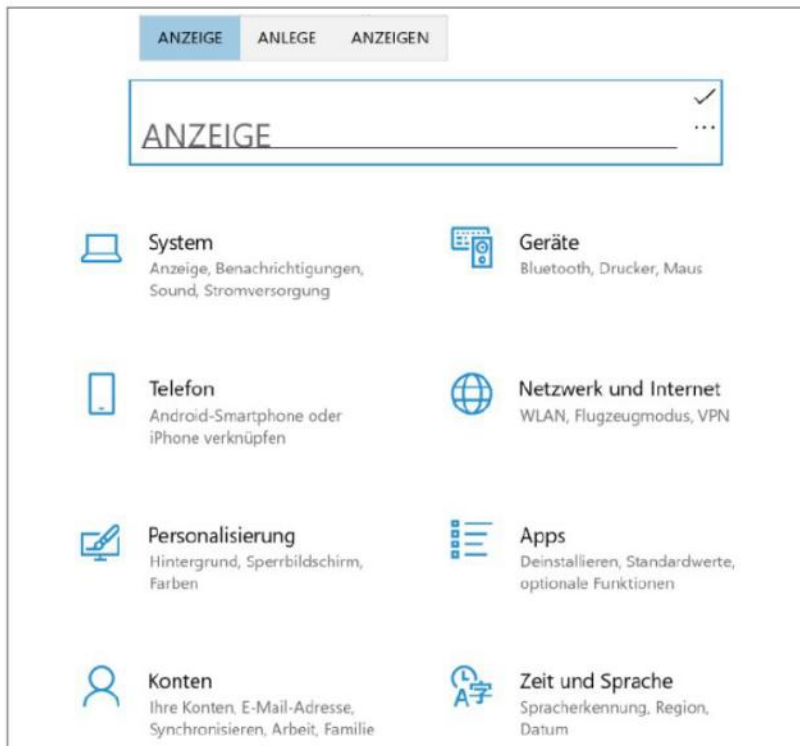 ANZEIGE ANLEGE ANZEIGEN
ANZEIGE
System
Anzeige, Benachrichtigungen,
Sound, Stromversorgung
Geräte
Bluetooth, Drucker, Maus
Telefon
Android-Smartphone oder
iPhone verknüpfen
Netzwerk und Internet
WLAN, Flugzeugmodus, VPN
Personalisierung
Hintergrund, Sperrbildschirm,
Farben
Apps
Deinstallieren, Standardwerte,
optionale Funktionen
Konten
Ihre Konten, E-Mail-Adresse,
Synchronisieren, Arbeit, Familie
Zeit und Sprache
Spracherkennung, Region,
Datum